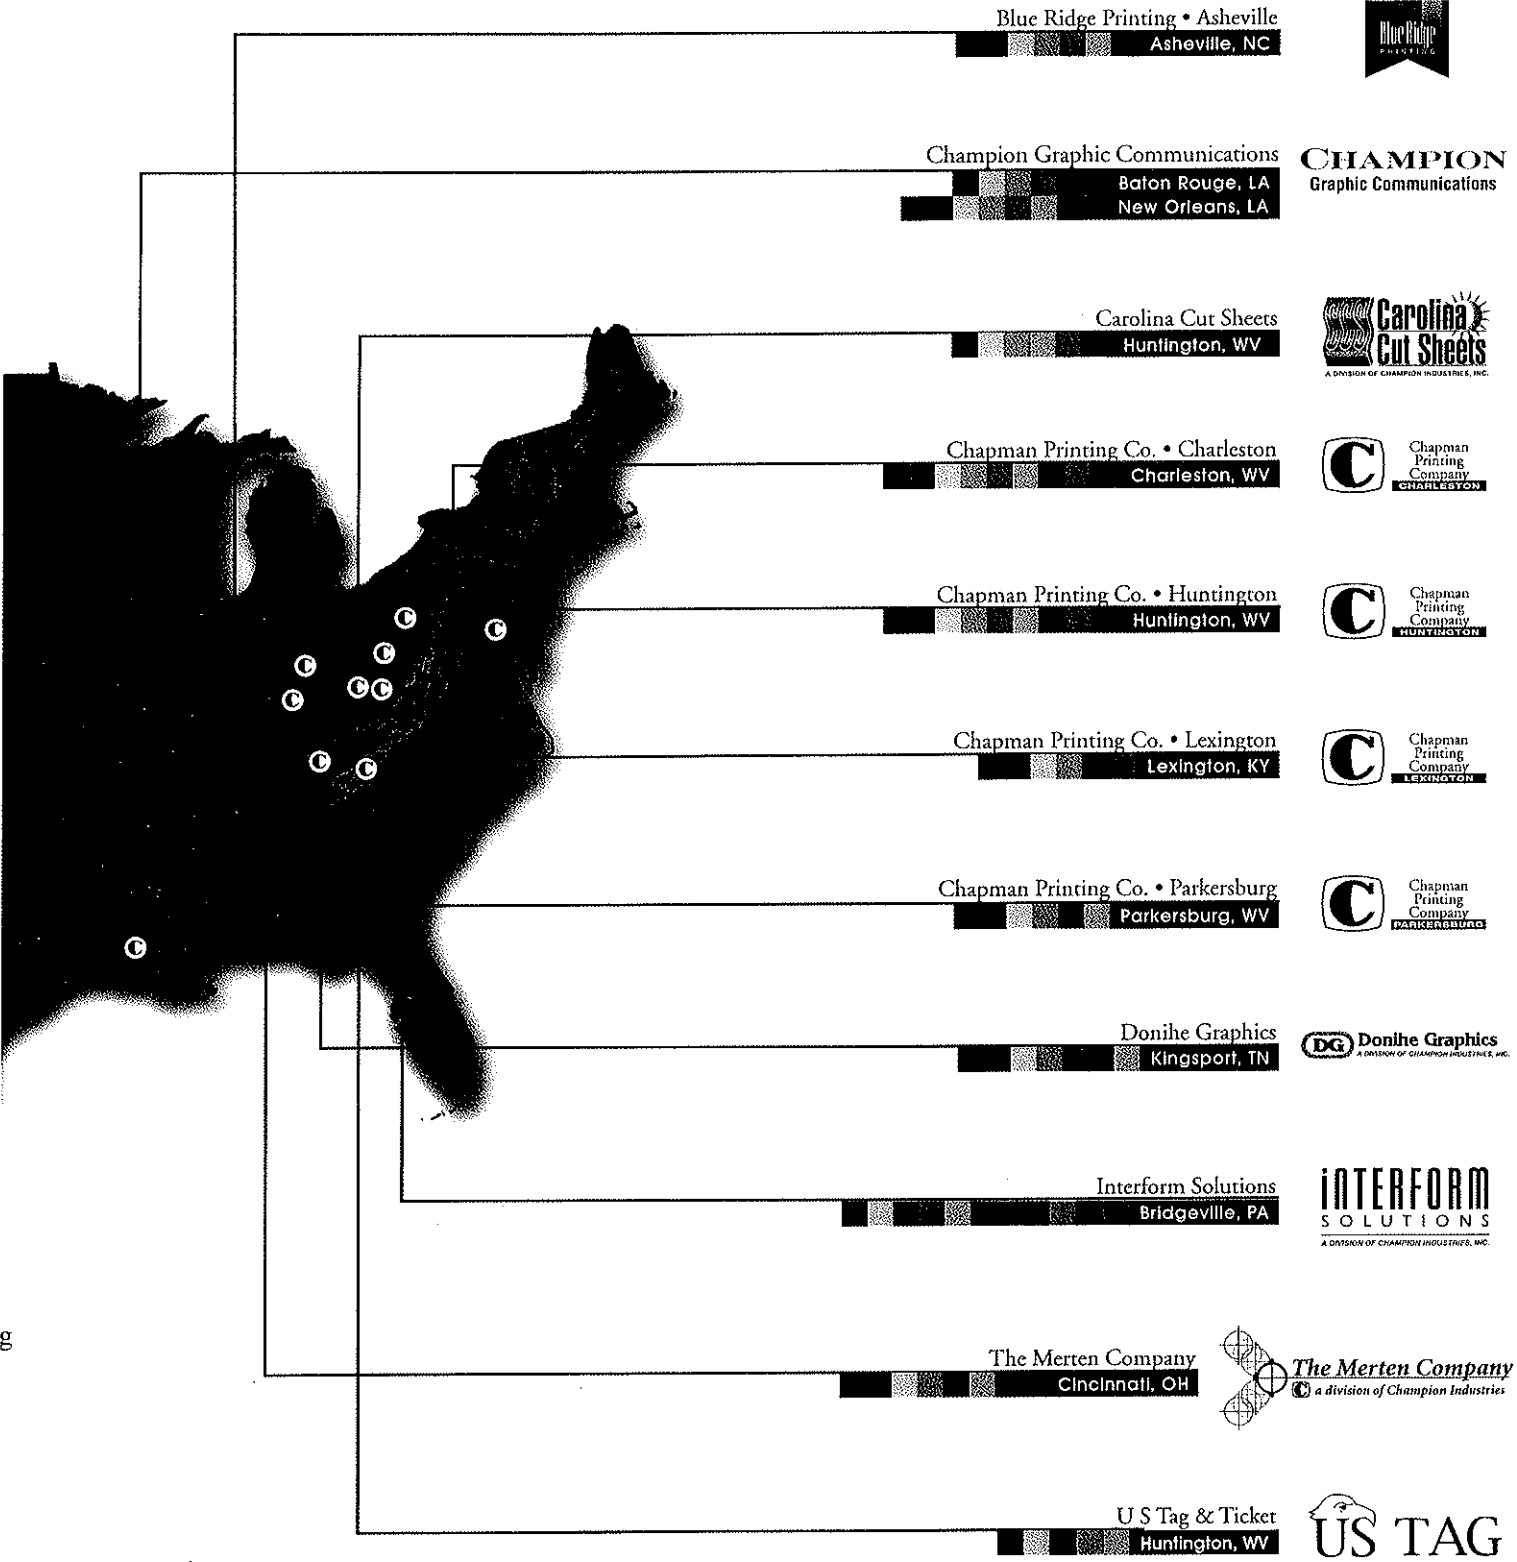 Blue Ridge Printing • Asheville
Asheville, NC
Blue Ridge
PRINTING
Champion Graphic Communications
Baton Rouge, LA
New Orleans, LA
CHAMPION
Graphic Communications
Carolina Cut Sheets
Huntington, WV
Carolina
Cut Sheets
A DIVISION OF CHAMPION INDUSTRIES, INC.
Chapman Printing Co. • Charleston
Charleston, WV
C
Chapman
Printing
Company
CHARLESTON
Chapman Printing Co. • Huntington
Huntington, WV
C
Chapman
Printing
Company
HUNTINGTON
C
C
C
C
C
C
C
C
C
Chapman Printing Co. • Lexington
Lexington, KY
C
Chapman
Printing
Company
LEXINGTON
Chapman Printing Co. • Parkersburg
Parkersburg, WV
C
Chapman
Printing
Company
PARKERSBURG
C
Donihe Graphics
Kingsport, TN
DG Donihe Graphics
A DIVISION OF CHAMPION INDUSTRIES, INC.
Interform Solutions
Bridgeville, PA
INTERFORM
SOLUTIONS
A DIVISION OF CHAMPION INDUSTRIES, INC.
g
The Merten Company
Cincinnati, OH
The Merten Company
C a division of Champion Industries
U S Tag & Ticket
Huntington, WV
US TAG